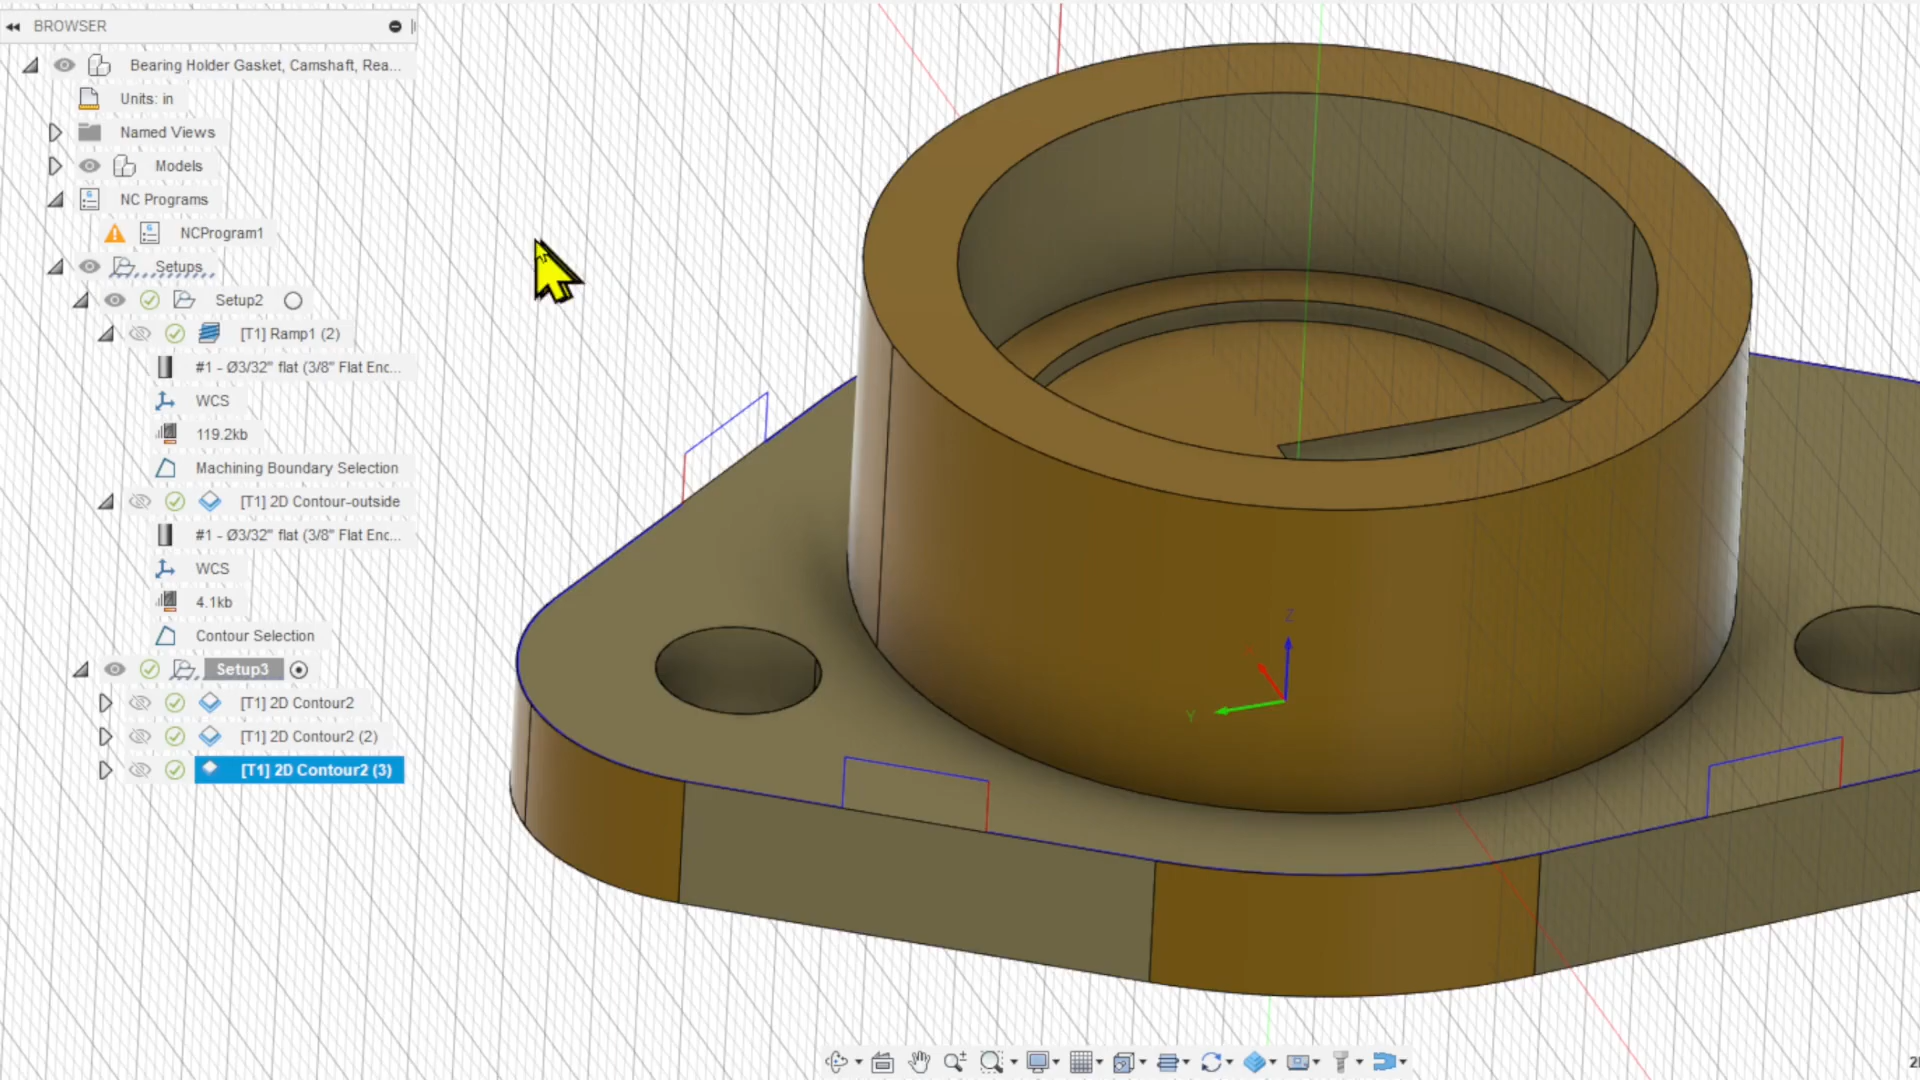 BROWSER
Bearing Holder Gasket, Camshaft, Rea...
Units: in
Named Views
Models
NC Programs
NCProgram1
Setups
Setup2
[T1] Ramp1 (2)
#1 - Ø3/32" flat (3/8" Flat Enc...
WCS
119.2kb
Machining Boundary Selection
[T1] 2D Contour-outside
#1 - Ø3/32" flat (3/8" Flat Enc...
WCS
4.1kb
Contour Selection
Setup3
[T1] 2D Contour2
[T1] 2D Contour2 (2)
[T1] 2D Contour2 (3)
Z
Y